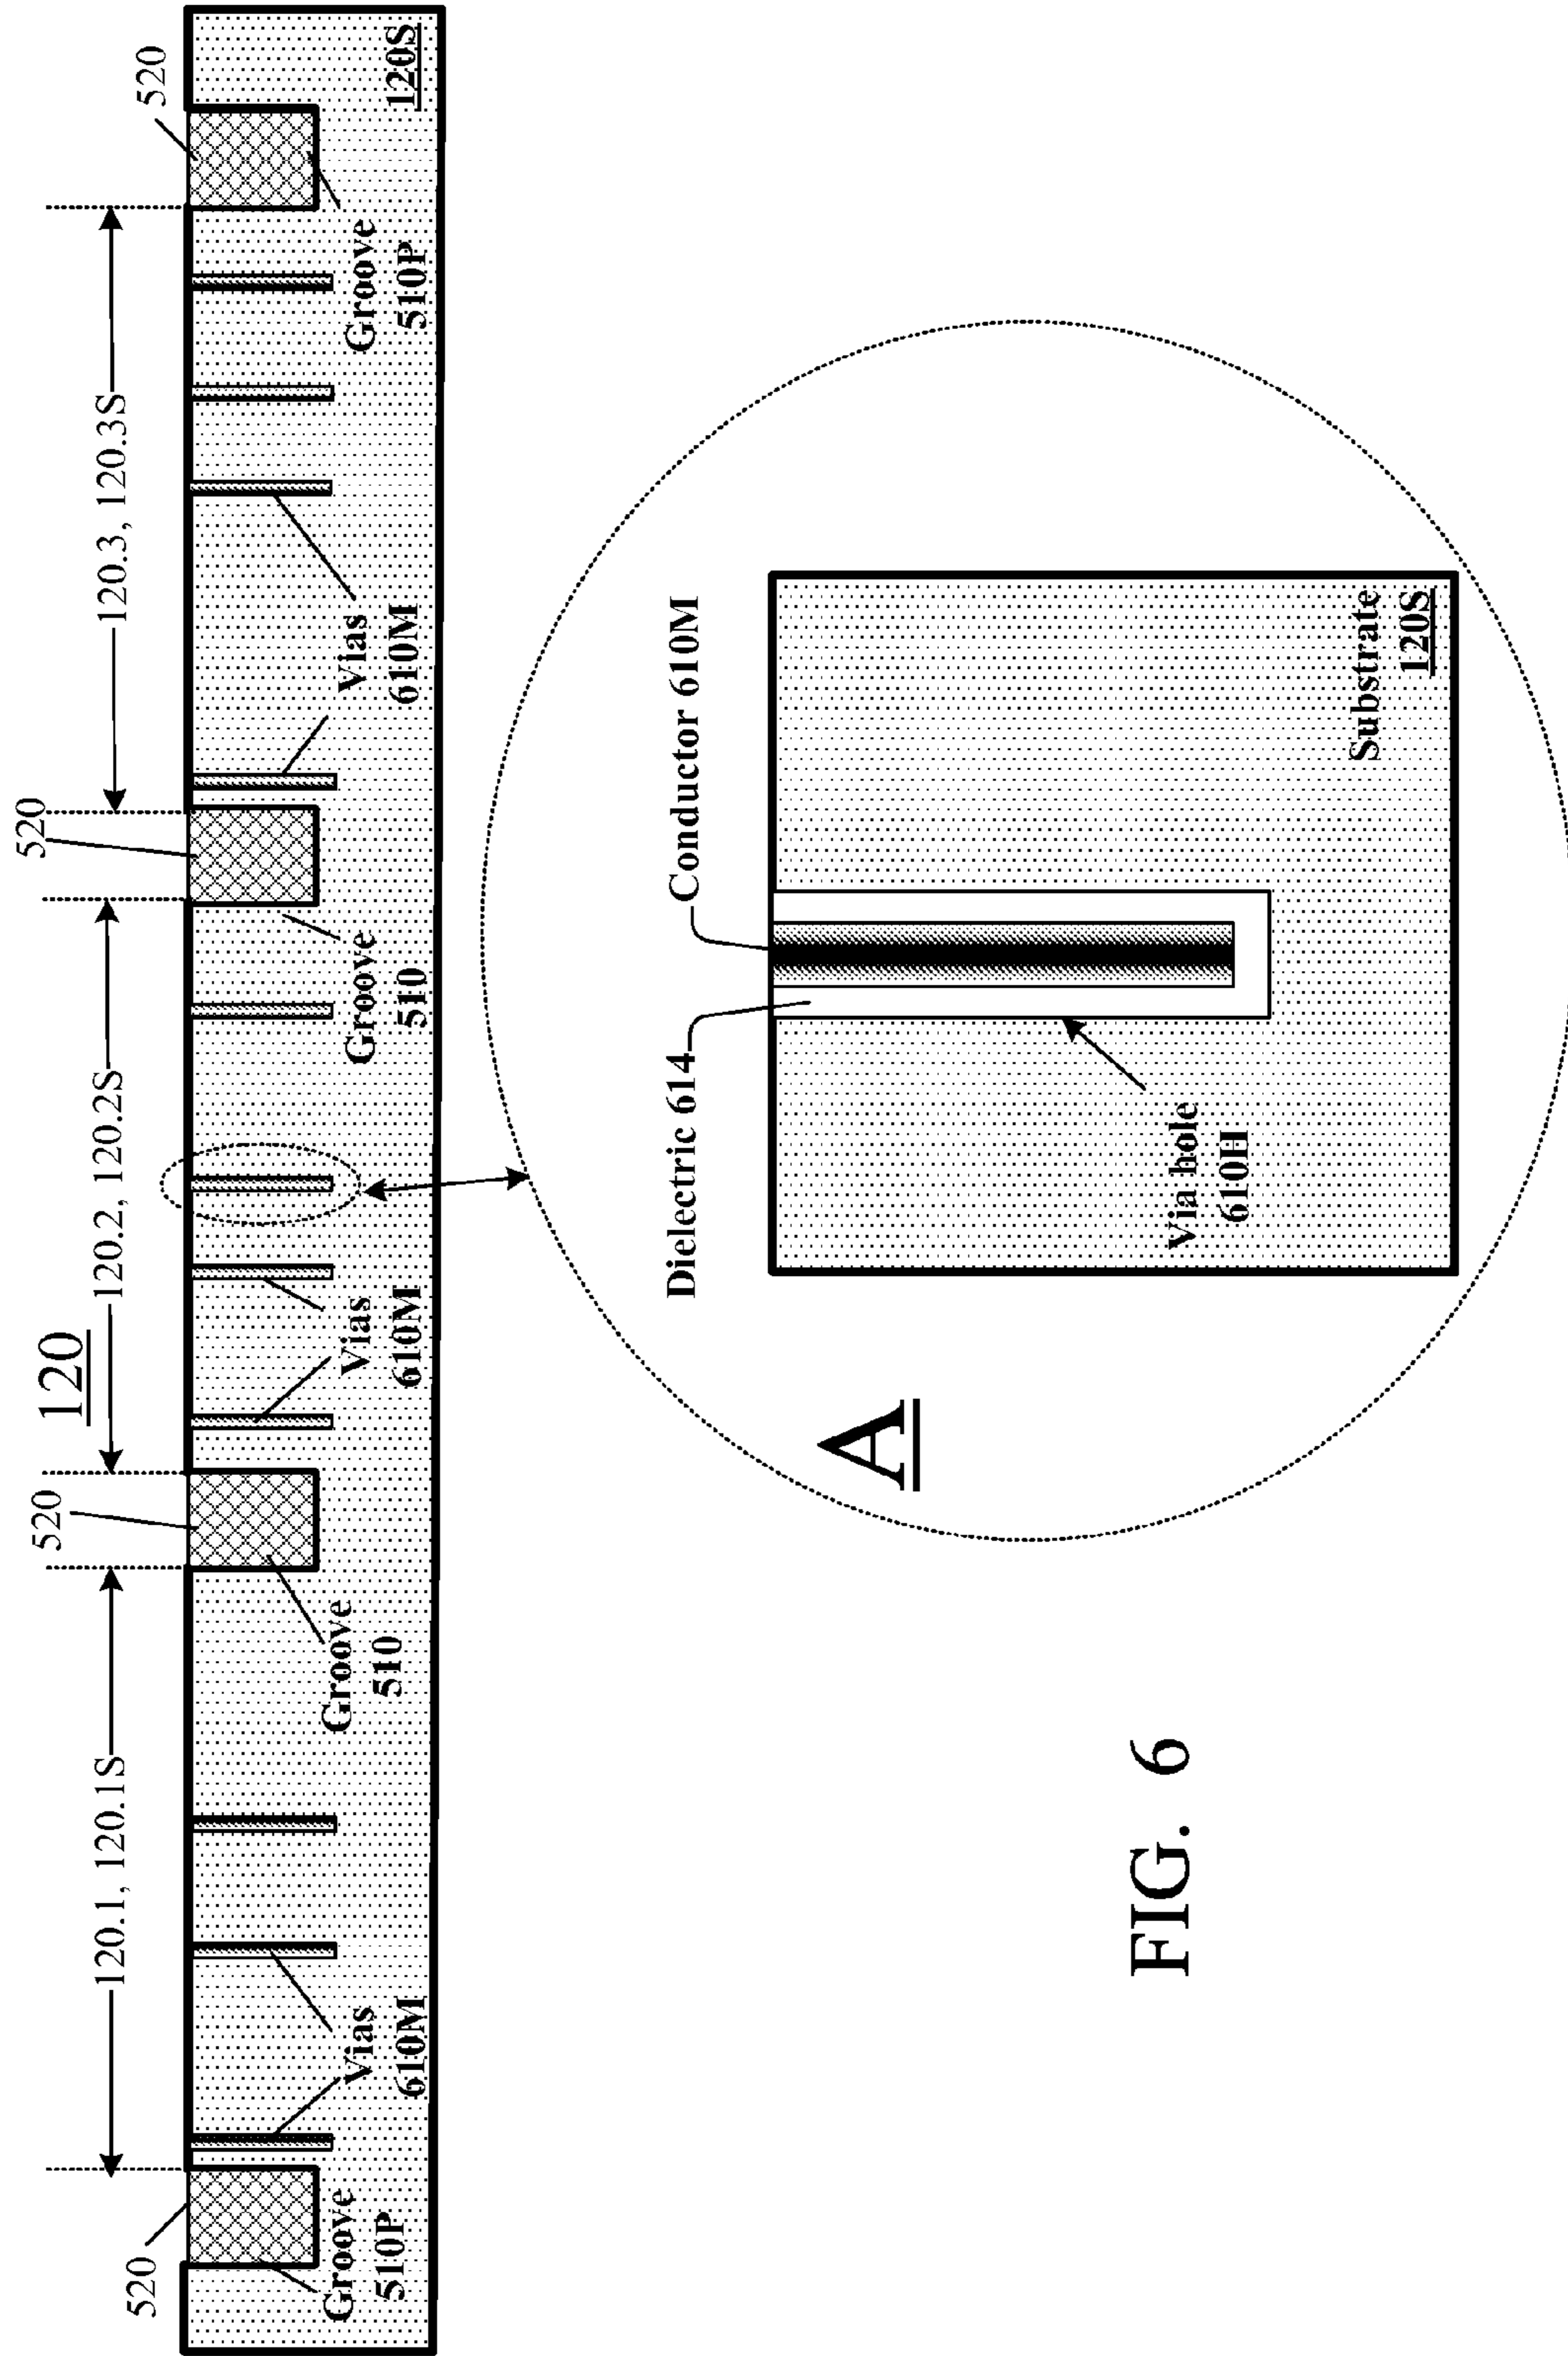 120
520
520
520
520
120.1, 120.1S
120.2, 120.2S
120.3, 120.3S
Groove
510P
Vias
610M
Groove
510
Vias
610M
Groove
510
Vias
610M
Groove
510P
120S
A
Dielectric 614
Conductor 610M
Via hole
610H
Substrate
120S
FIG. 6